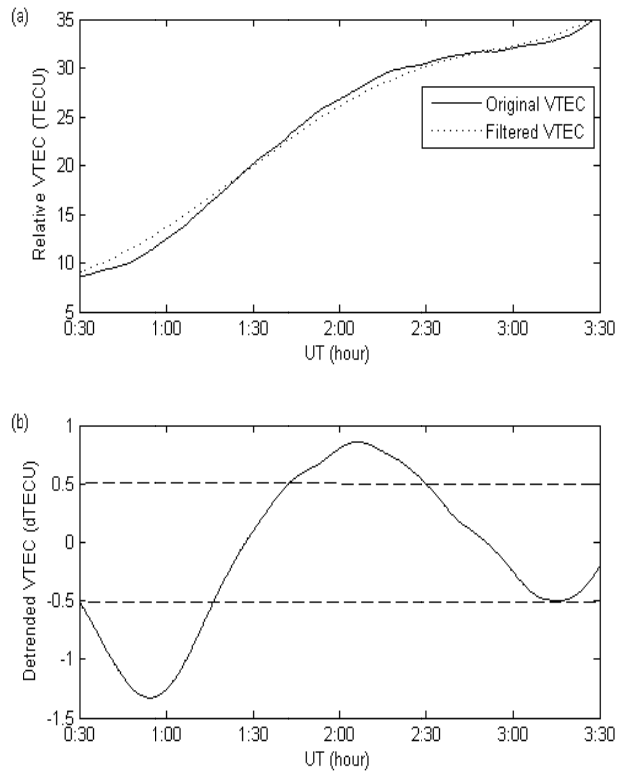 (a)
35
30
25
20
15
10
5
Relative VTEC (TECU)
Original VTEC
Filtered VTEC
0:30 1:00 1:30 2:00 2:30 3:00 3:30
UT (hour)
(b)
1
0.5
0
-0.5
-1
-1.5
Detrended VTEC (dTECU)
0:30 1:00 1:30 2:00 2:30 3:00 3:30
UT (hour)